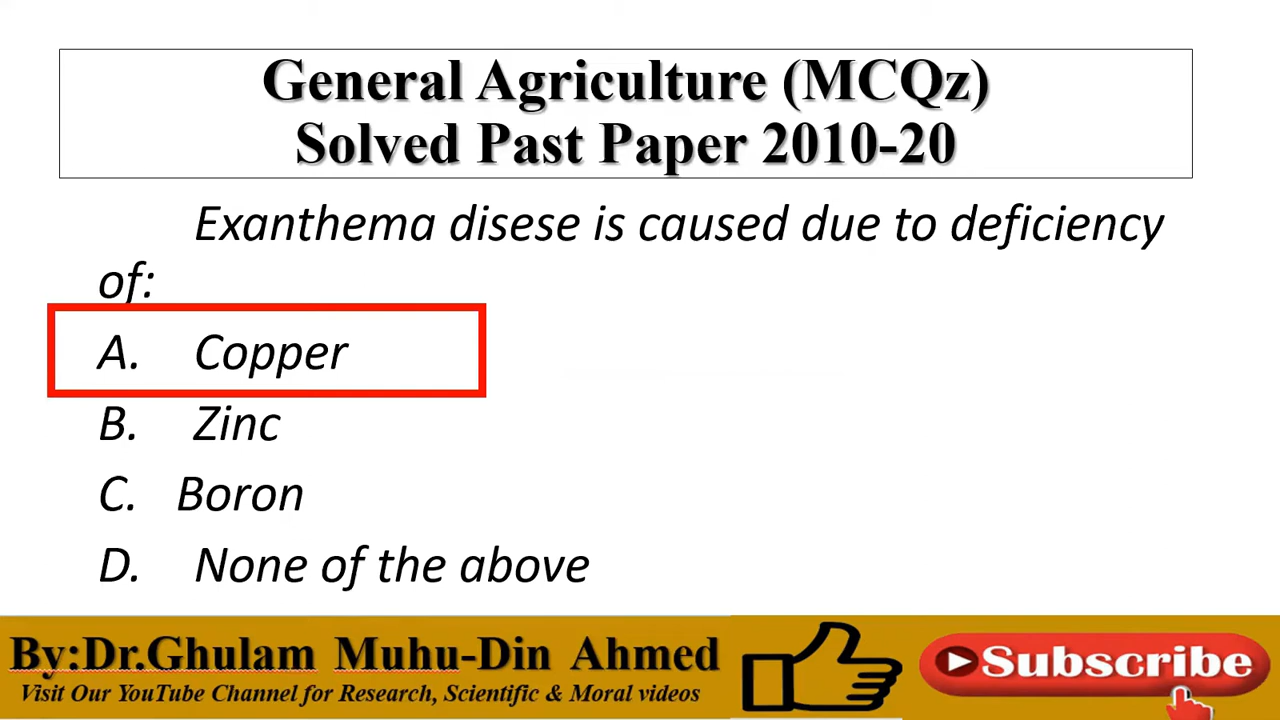 General Agriculture (MCQz)
Solved Past Paper 2010-20
Exanthema disese is caused due to deficiency
of:
A. Copper
B. Zinc
C. Boron
D. None of the above
By:Dr.Ghulam Muhu-Din Ahmed
Visit Our YouTube Channel for Research, Scientific & Moral videos
Subscribe